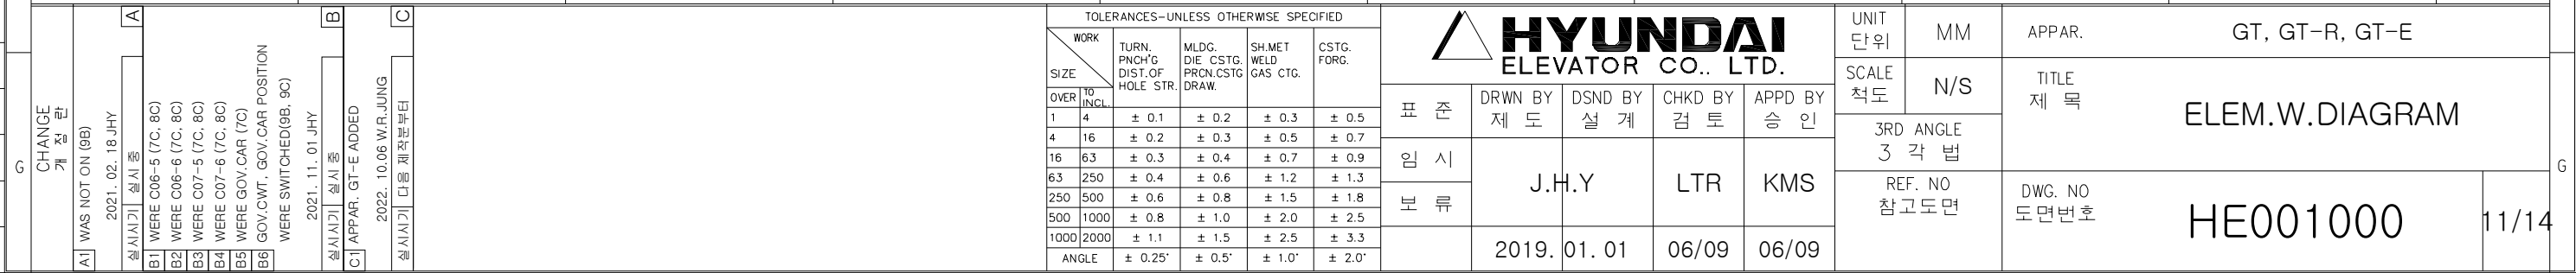 G
CHANGE
개 정 란
A1 WAS NOT ON (9B)
2021. 02. 18 JHY
실시시기 실시 중 A
B1 WERE C06-5 (7C, 8C)
B2 WERE C06-6 (7C, 8C)
B3 WERE C07-5 (7C, 8C)
B4 WERE C07-6 (7C, 8C)
B5 WERE GOV.CAR (7C)
B6 GOV.CWT, GOV.CAR POSITION
WERE SWITCHED(9B, 9C)
2021. 11. 01 JHY
실시시기 실시 중 B
C1 APPAR. GT-E ADDED
2022. 10.06 W.R.JUNG
실시시기 다음 제작분부터 C
TOLERANCES-UNLESS OTHERWISE SPECIFIED
WORK
SIZE
OVER TO INCL.
TURN.
PNCH'G
DIST.OF
HOLE STR.
MLDG.
DIE CSTG.
PRCN.CSTG
DRAW.
SH.MET
WELD
GAS CTG.
CSTG.
FORG.
1 4 ± 0.1 ± 0.2 ± 0.3 ± 0.5
4 16 ± 0.2 ± 0.3 ± 0.5 ± 0.7
16 63 ± 0.3 ± 0.4 ± 0.7 ± 0.9
63 250 ± 0.4 ± 0.6 ± 1.2 ± 1.3
250 500 ± 0.6 ± 0.8 ± 1.5 ± 1.8
500 1000 ± 0.8 ± 1.0 ± 2.0 ± 2.5
1000 2000 ± 1.1 ± 1.5 ± 2.5 ± 3.3
ANGLE ± 0.25° ± 0.5° ± 1.0° ± 2.0°
HYUNDAI
ELEVATOR CO., LTD.
표 준
임 시
보 류
DRWN BY
제 도
DSND BY
설 계
CHKD BY
검 토
APPD BY
승 인
J.H.Y LTR KMS
2019. 01. 01 06/09 06/09
UNIT
단위
MM
SCALE
척도
N/S
3RD ANGLE
3 각 법
REF. NO
참고도면
APPAR. GT, GT-R, GT-E
TITLE
제 목
ELEM.W.DIAGRAM
DWG. NO
도면번호
HE001000
11/14
G